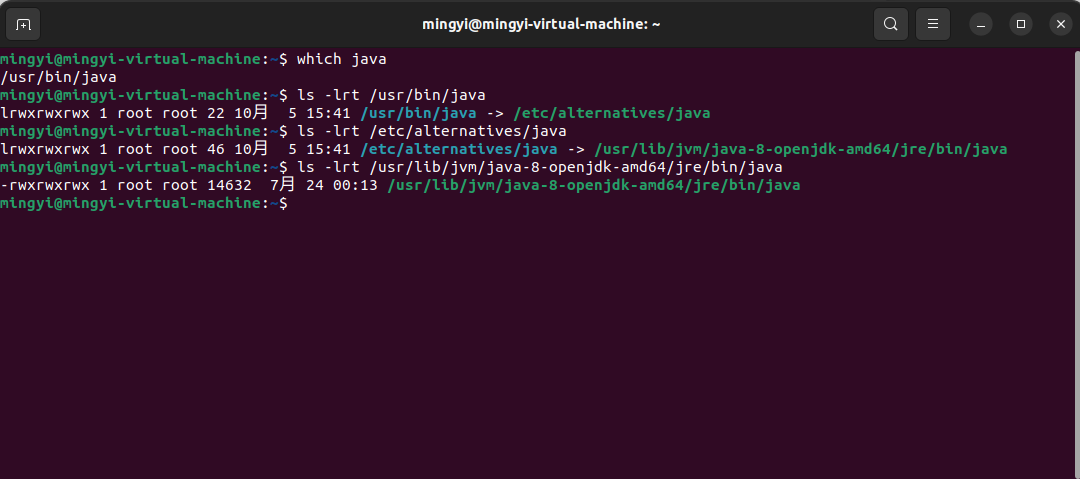 mingyi@mingyi-virtual-machine: ~
mingyi@mingyi-virtual-machine:~$ which java
/usr/bin/java
mingyi@mingyi-virtual-machine:~$ ls -lrt /usr/bin/java
lrwxrwxrwx 1 root root 22 10月  5 15:41 /usr/bin/java -> /etc/alternatives/java
mingyi@mingyi-virtual-machine:~$ ls -lrt /etc/alternatives/java
lrwxrwxrwx 1 root root 46 10月  5 15:41 /etc/alternatives/java -> /usr/lib/jvm/java-8-openjdk-amd64/jre/bin/java
mingyi@mingyi-virtual-machine:~$ ls -lrt /usr/lib/jvm/java-8-openjdk-amd64/jre/bin/java
-rwxrwxrwx 1 root root 14632  7月 24 00:13 /usr/lib/jvm/java-8-openjdk-amd64/jre/bin/java
mingyi@mingyi-virtual-machine:~$